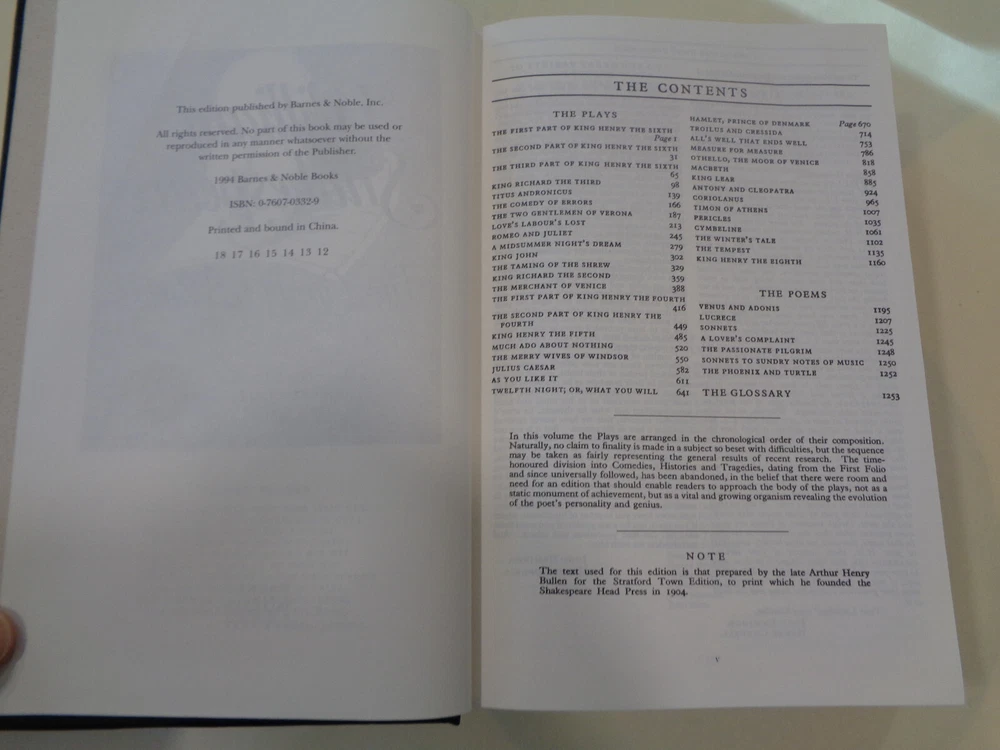 This edition published by Barnes & Noble, Inc.
All rights reserved. No part of this book may be used or
reproduced in any manner whatsoever without the
written permission of the Publisher.
1994 Barnes & Noble Books
ISBN: 0-7607-0332-9
Printed and bound in China.
18 17 16 15 14 13 12
THE CONTENTS
THE PLAYS
THE FIRST PART OF KING HENRY THE SIXTH
Page 1
THE SECOND PART OF KING HENRY THE SIXTH
31
THE THIRD PART OF KING HENRY THE SIXTH
65
KING RICHARD THE THIRD 98
TITUS ANDRONICUS 139
THE COMEDY OF ERRORS 166
THE TWO GENTLEMEN OF VERONA 187
LOVE'S LABOUR'S LOST 213
ROMEO AND JULIET 245
A MIDSUMMER NIGHT'S DREAM 279
KING JOHN 302
THE TAMING OF THE SHREW 329
KING RICHARD THE SECOND 359
THE MERCHANT OF VENICE 388
THE FIRST PART OF KING HENRY THE FOURTH
416
THE SECOND PART OF KING HENRY THE
FOURTH 449
KING HENRY THE FIFTH 485
MUCH ADO ABOUT NOTHING 520
THE MERRY WIVES OF WINDSOR 550
JULIUS CAESAR 582
AS YOU LIKE IT 611
TWELFTH NIGHT; OR, WHAT YOU WILL 641
HAMLET, PRINCE OF DENMARK Page 670
TROILUS AND CRESSIDA 714
ALL'S WELL THAT ENDS WELL 753
MEASURE FOR MEASURE 786
OTHELLO, THE MOOR OF VENICE 818
MACBETH 858
KING LEAR 885
ANTONY AND CLEOPATRA 924
CORIOLANUS 965
TIMON OF ATHENS 1007
PERICLES 1035
CYMBELINE 1061
THE WINTER'S TALE 1102
THE TEMPEST 1135
KING HENRY THE EIGHTH 1160
THE POEMS
VENUS AND ADONIS 1195
LUCRECE 1207
SONNETS 1225
A LOVER'S COMPLAINT 1245
THE PASSIONATE PILGRIM 1248
SONNETS TO SUNDRY NOTES OF MUSIC 1250
THE PHOENIX AND TURTLE 1252
THE GLOSSARY 1253
In this volume the Plays are arranged in the chronological order of their composition.
Naturally, no claim to finality is made in a subject so beset with difficulties, but the sequence
may be taken as fairly representing the general results of recent research. The time-
honoured division into Comedies, Histories and Tragedies, dating from the First Folio
and since universally followed, has been abandoned, in the belief that there were room and
need for an edition that should enable readers to approach the body of the plays, not as a
static monument of achievement, but as a vital and growing organism revealing the evolution
of the poet's personality and genius.
NOTE
The text used for this edition is that prepared by the late Arthur Henry
Bullen for the Stratford Town Edition, to print which he founded the
Shakespeare Head Press in 1904.
v